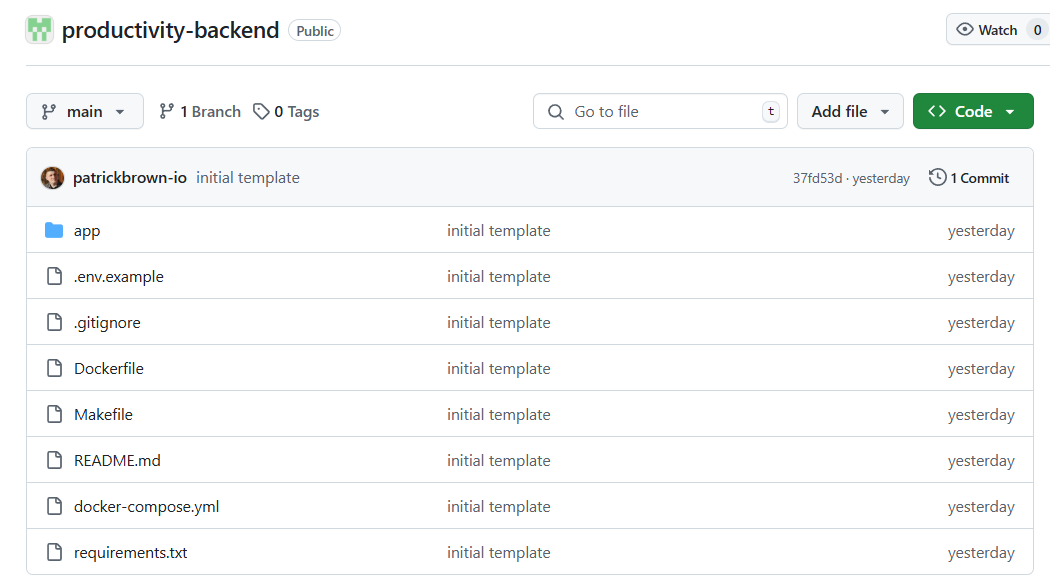 productivity-backend Public Watch 0
main 1 Branch 0 Tags Go to file t Add file Code
patrickbrown-io initial template 37fd53d · yesterday 1 Commit
app initial template yesterday
.env.example initial template yesterday
.gitignore initial template yesterday
Dockerfile initial template yesterday
Makefile initial template yesterday
README.md initial template yesterday
docker-compose.yml initial template yesterday
requirements.txt initial template yesterday